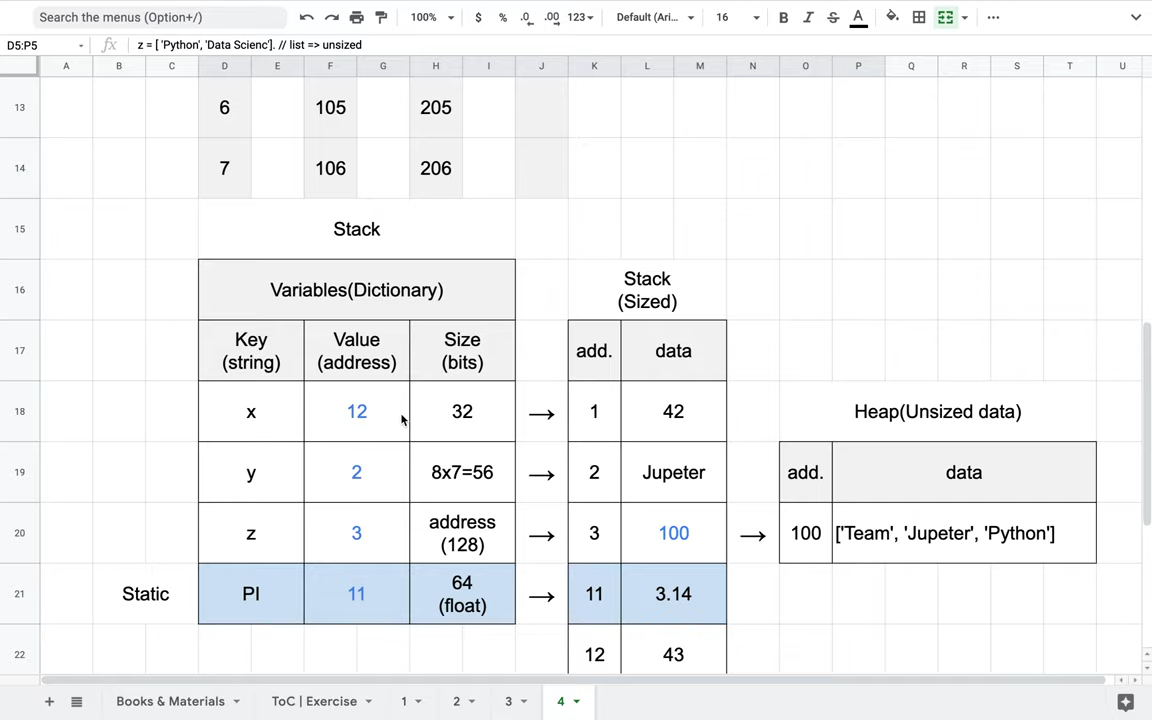 Search the menus (Option+/)
100%
$ % .0 .00 123
Default (Ari...
16
B I S A
D5:P5
fx
z = [ 'Python', 'Data Scienc']. // list => unsized
A B C D E F G H I J K L M N O P Q R S T U
13 6 105 205
14 7 106 206
15 Stack
16 Variables(Dictionary)
Stack
(Sized)
17
Key
(string)
Value
(address)
Size
(bits)
add. data
18 x 12 32 → 1 42 Heap(Unsized data)
19 y 2 8x7=56 → 2 Jupeter add. data
20 z 3
address
(128)
→ 3 100 → 100 ['Team', 'Jupeter', 'Python']
21 Static PI 11
64
(float)
→ 11 3.14
22 12 43
+ Books & Materials ToC | Exercise 1 2 3 4